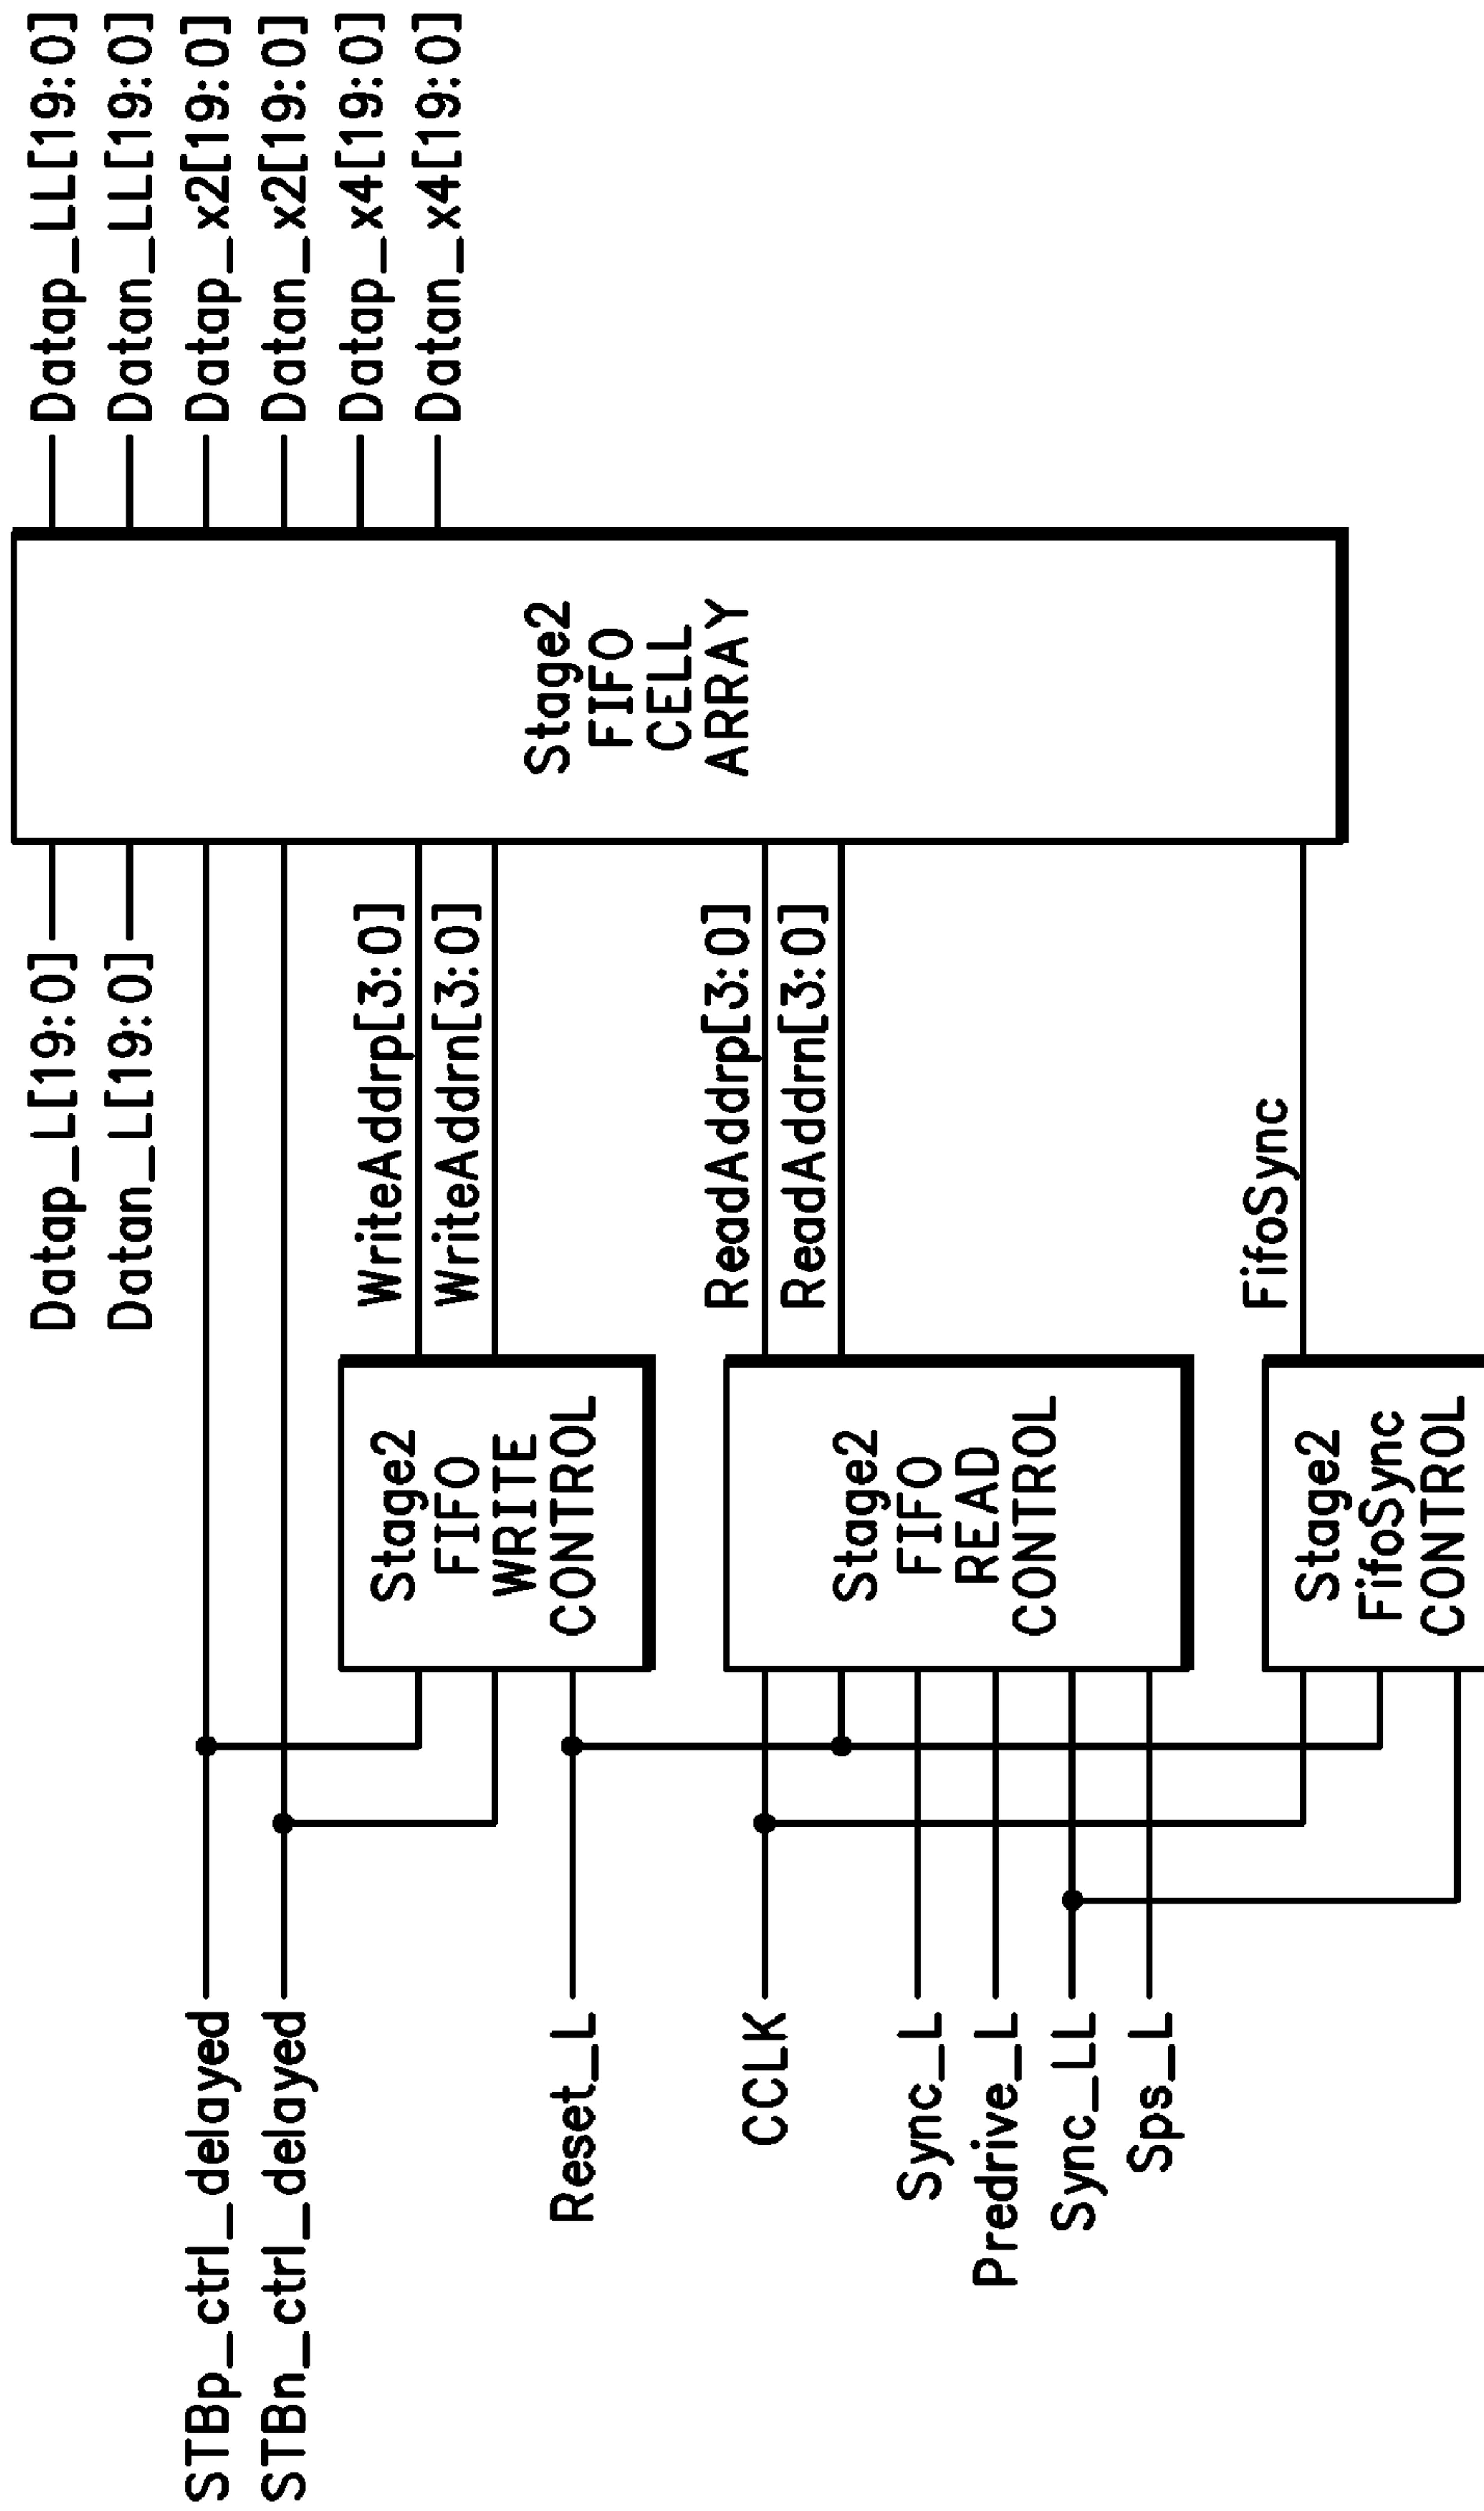 Datap_L[19:0]
Datan_L[19:0]
Datap_LL[19:0]
Datan_LL[19:0]
Datap_x2[19:0]
Datan_x2[19:0]
Datap_x4[19:0]
Datan_x4[19:0]
Stage2
FIFO
CELL
ARRAY
STBp_ctrl_delayed
STBn_ctrl_delayed
WriteAddrp[3:0]
WriteAddrn[3:0]
Stage2
FIFO
WRITE
CONTROL
Reset_L
ReadAddrp[3:0]
ReadAddrn[3:0]
Stage2
FIFO
READ
CONTROL
CCLK
Sync_L
Predrive_L
Sync_LL
Sps_L
FifoSync
Stage2
FifoSync
CONTROL